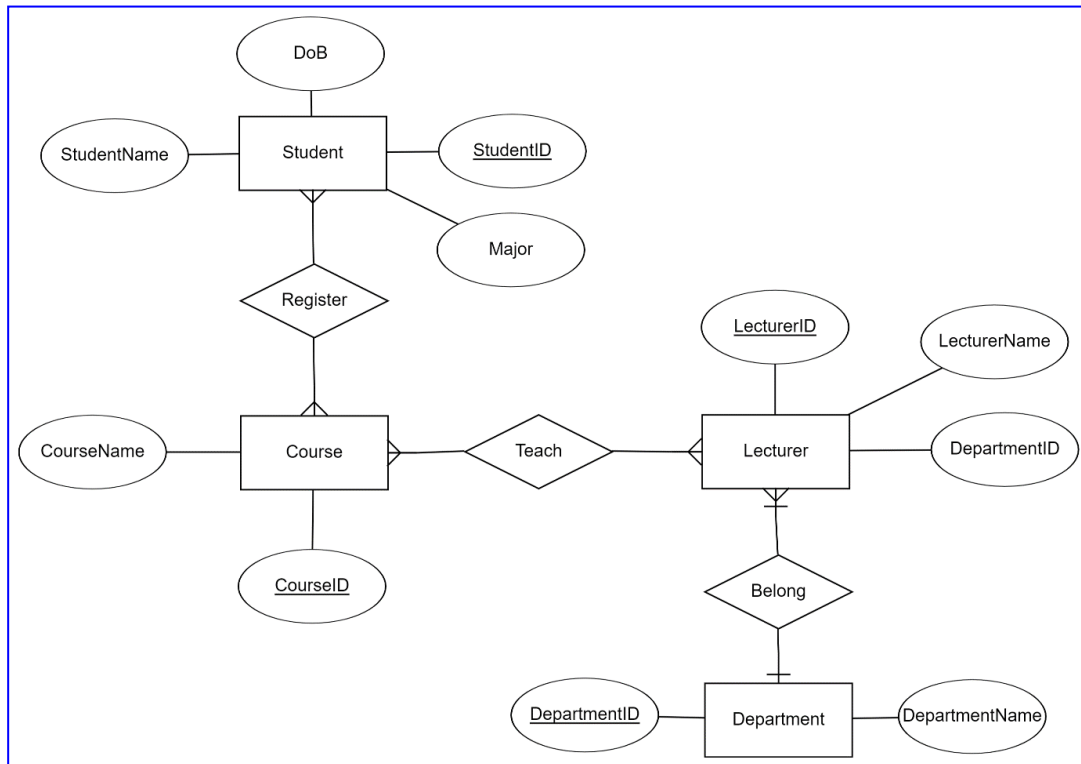 DoB
StudentName
Student
StudentID
Major
Register
LecturerID
LecturerName
CourseName
Course
Teach
Lecturer
DepartmentID
CourseID
Belong
DepartmentID
Department
DepartmentName